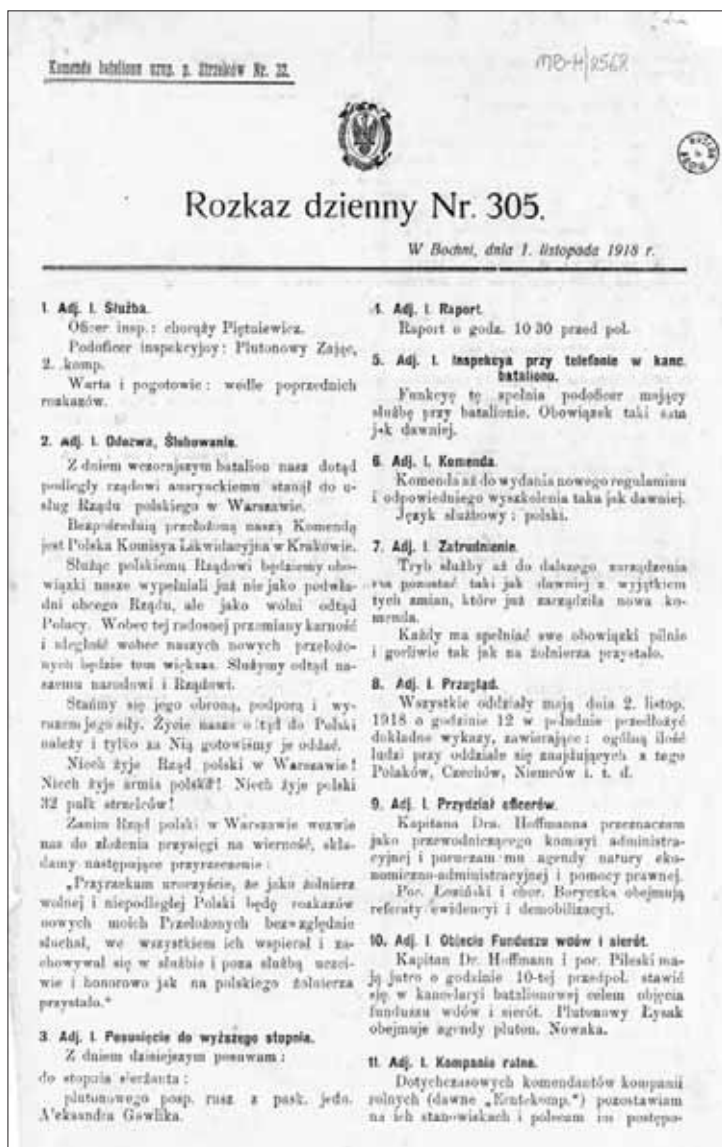 Komenda batalionu uzup. p. Strzelców Nr. 32.
MB-H/2568
Rozkaz dzienny Nr. 305.
W Bochni, dnia 1. listopada 1918 r.
1. Adj. I. Służba.
Oficer insp.: chorąży Piętniewicz.
Podoficer inspekcyjny: Plutonowy Zając,
2. komp.
Warta i pogotowie: wedle poprzednich
rozkazów.
2. Adj. I. Odezwa, Ślubowanie.
Z dniem wczorajszym batalion nasz dotąd
podległy rządowi austryackiemu stanął do u-
sług Rządu polskiego w Warszawie.
Bezpośrednią przełożoną naszą Komendą
jest Polska Komisya Likwidacyjna w Krakowie.
Służąc polskiemu Rządowi będziemy obo-
wiązki nasze wypełniali już nie jako podwła-
dni obcego Rządu, ale jako wolni odtąd
Polacy. Wobec tej radosnej przemiany karność
i uległość wobec naszych nowych przełożo-
nych będzie tem większa. Służymy odtąd na-
szemu narodowi i Rządowi.
Stańmy się jego obroną, podporą i wy-
razem jego siły. Życie nasze odtąd do Polski
należy i tylko za Nią gotowiśmy je oddać.
Niech żyje Rząd polski w Warszawie!
Niech żyje armia polska! Niech żyje polski
32 pułk strzelców!
Zanim Rząd polski w Warszawie wezwie
nas do złożenia przysięgi na wierność, skła-
damy następujące przyrzeczenie:
„Przyrzekam uroczyście, że jako żołnierz
wolnej i niepodległej Polski będę rozkazów
nowych moich Przełożonych bezwzględnie
słuchał, we wszystkiem ich wspierał i za-
chowywał się w służbie i poza służbą uczci-
wie i honorowo jak na polskiego żołnierza
przystało.“
3. Adj. I. Posunięcie do wyższego stopnia.
Z dniem dzisiejszym posuwam:
do stopnia sierżanta:
plutonowego posp. rusz z pask. jedn.
Aleksandra Gawlika.
4. Adj. I. Raport.
Raport o godz. 10 30 przed poł.
5. Adj. I. Inspekcya przy telefonie w kanc.
batalionu.
Funkcyę tę spełnia podoficer mający
służbę przy batalionie. Obowiązek taki sam
jak dawniej.
6. Adj. I. Komenda.
Komenda aż do wydania nowego regulaminu
i odpowiedniego wyszkolenia taka jak dawniej.
Język służbowy: polski.
7. Adj. I. Zatrudnienie.
Tryb służby aż do dalszego zarządzenia
ma pozostać taki jak dawniej z wyjątkiem
tych zmian, które już zarządziła nowa ko-
menda.
Każdy ma spełniać swe obowiązki pilnie
i gorliwie tak jak na żołnierza przystało.
8. Adj. I. Przegląd.
Wszystkie oddziały mają dnia 2. listop.
1918 o godzinie 12 w południe przedłożyć
dokładne wykazy, zawierające: ogólną ilość
ludzi przy oddziale się znajdujących z tego
Polaków, Czechów, Niemców i. t. d.
9. Adj. I. Przydział oficerów.
Kapitana Dra. Hoffmanna przeznaczam
jako przewodniczącego komisyi administra-
cyjnej i poruczam mu agendy natury eko-
nomiczno-administracyjnej i pomocy prawnej.
Por. Łoziński i chor. Boryczka obejmują
referaty ewidencyi i demobilizacyi.
10. Adj. I Objęcie Funduszu wdów i sierót.
Kapitan Dr. Hoffmann i por. Pileski ma-
ją jutro o godzinie 10-tej przedpoł. stawić
się w kancelaryi batalionowej celem objęcia
funduszu wdów i sierót. Plutonowy Łysak
obejmuje agendy pluton. Nowaka.
11. Adj. I. Kompanie rolne.
Dotychczasowych komendantów kompanii
rolnych (dawne „Erntekomp.“) pozostawiam
na ich stanowiskach i polecam im postępo-